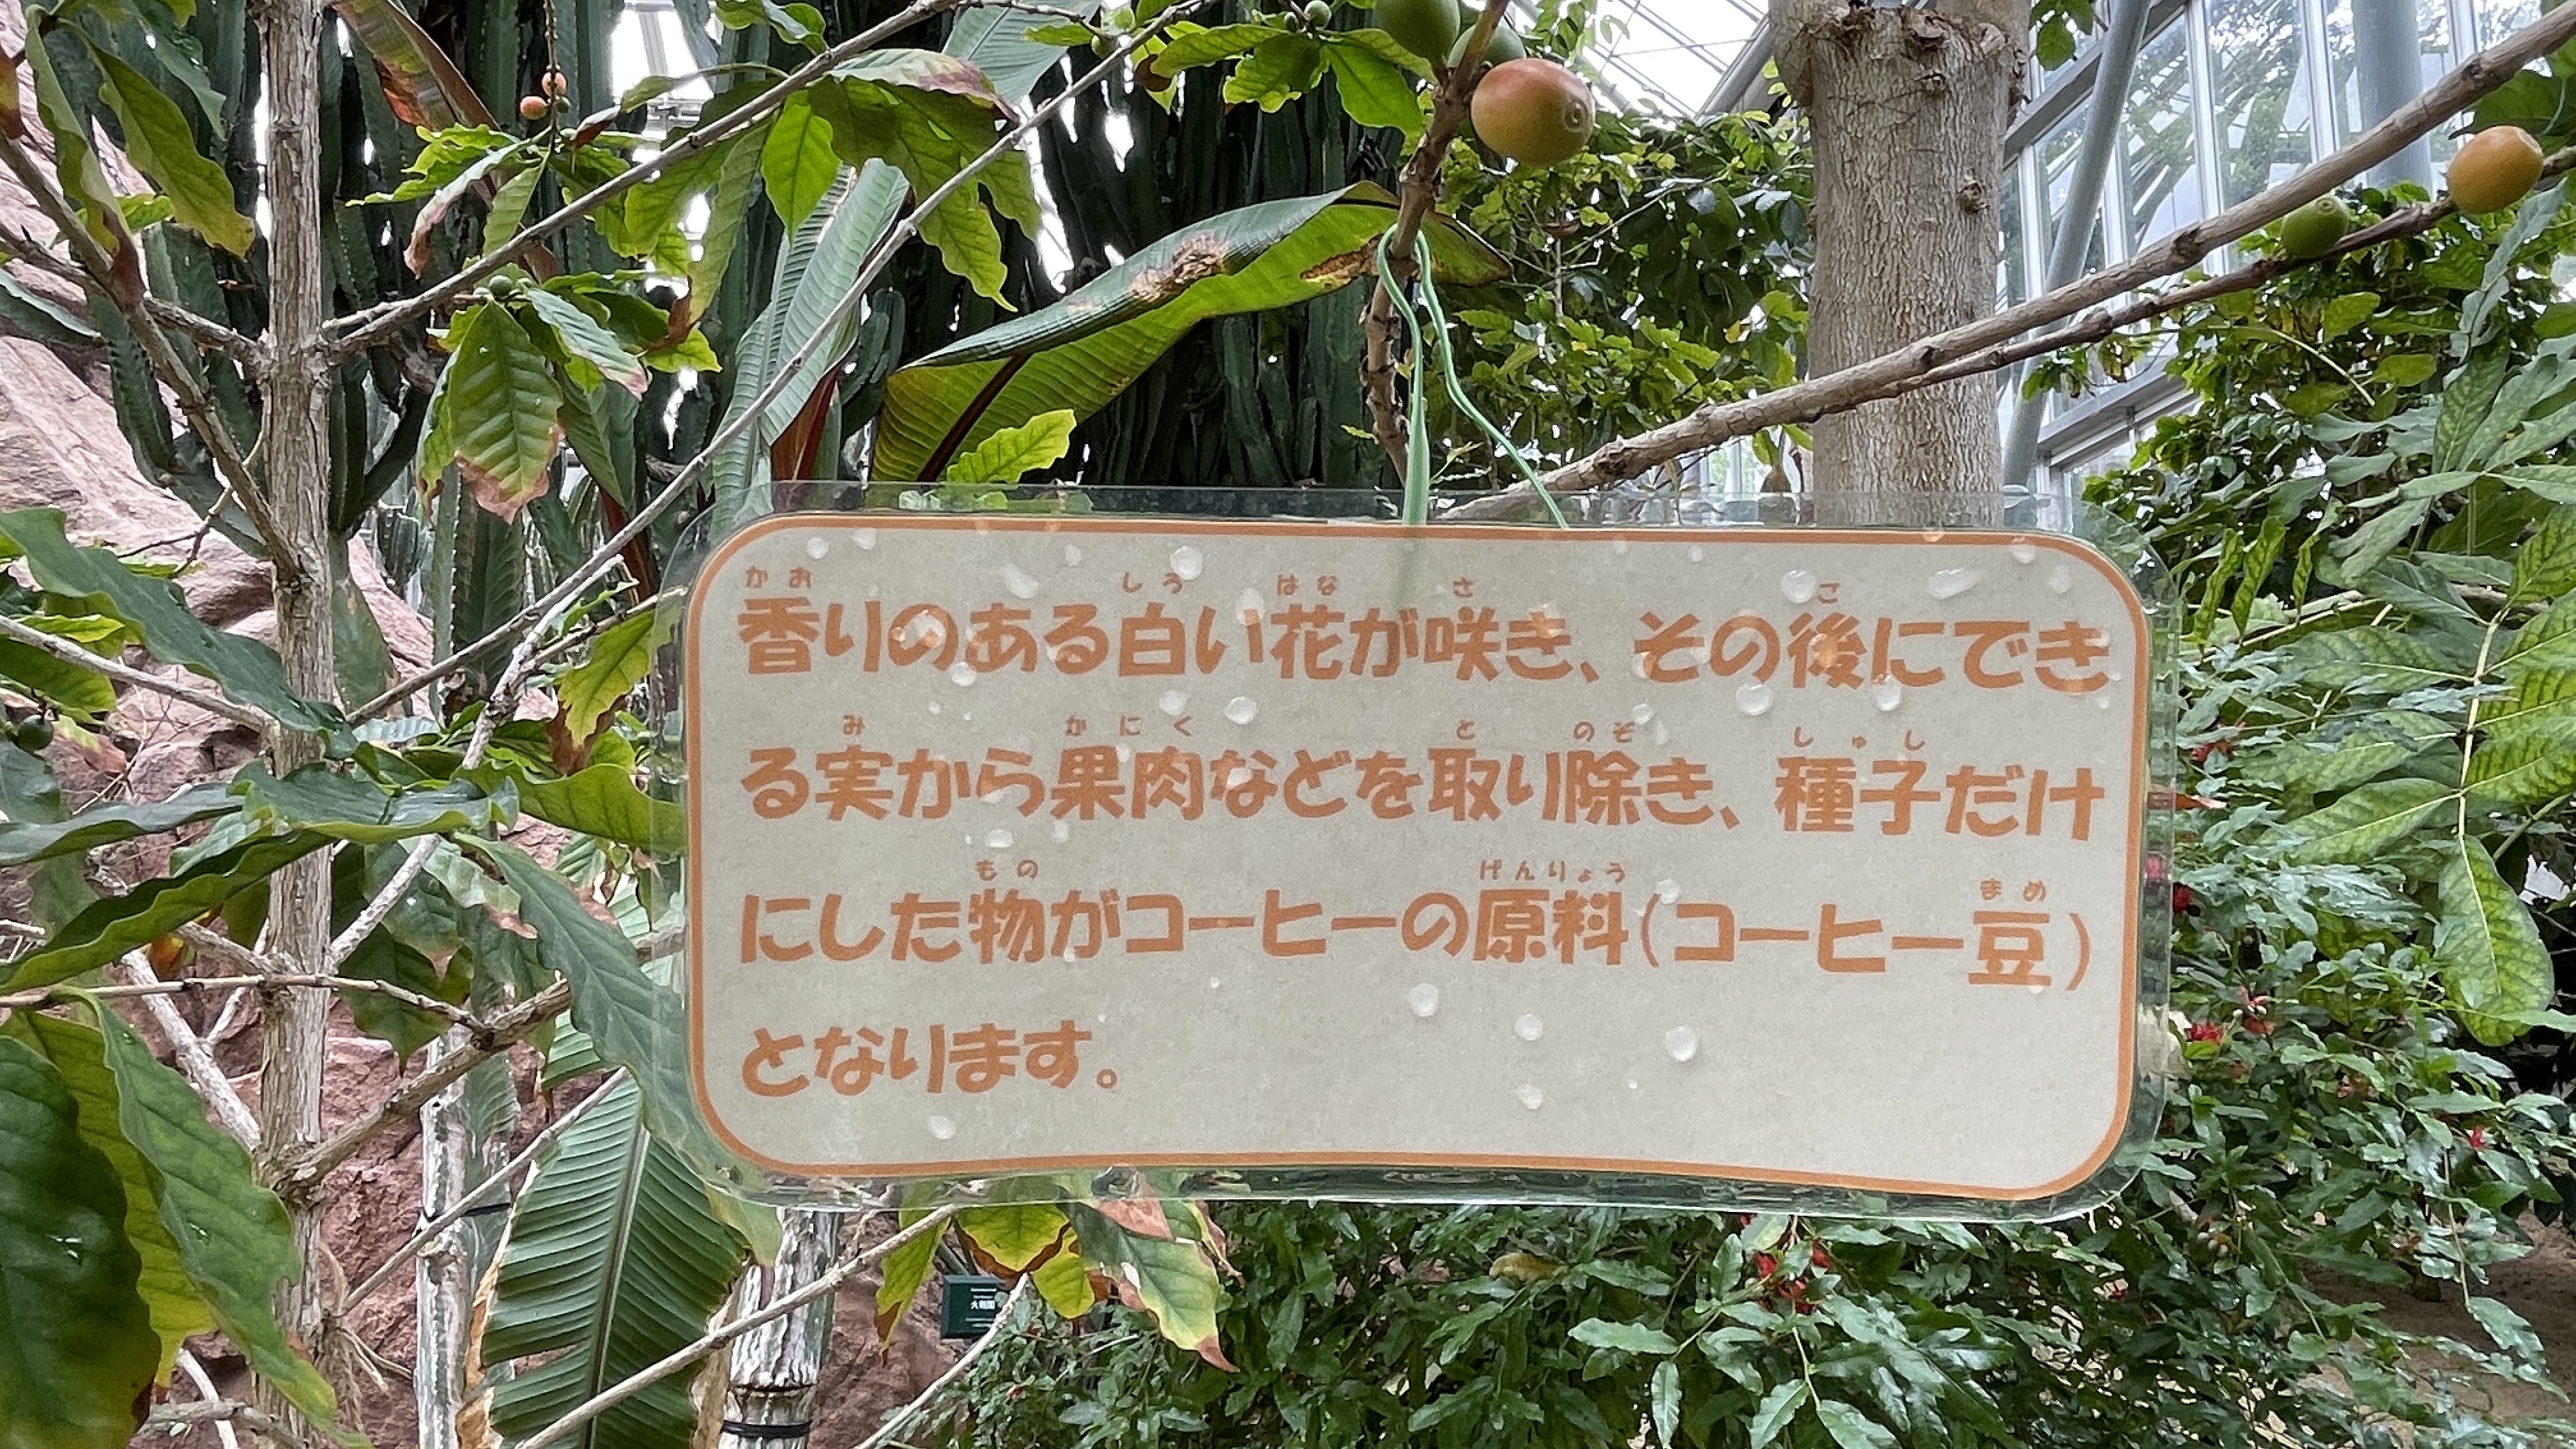 香りのある白い花が咲き、その後にでき
る実から果肉などを取り除き、種子だけ
にした物がコーヒーの原料(コーヒー豆)
となります。